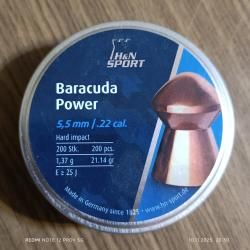 H&N
SPORT
Baracuda
Power
5,5 mm / .22 cal.
Hard impact
200 Stk. 200 pcs.
1,37 g 21.14 gr
E ≥ 25 J
Made in Germany since 1825 • www.hn-sport.de
REDMI NOTE 12 PRO+ 5G